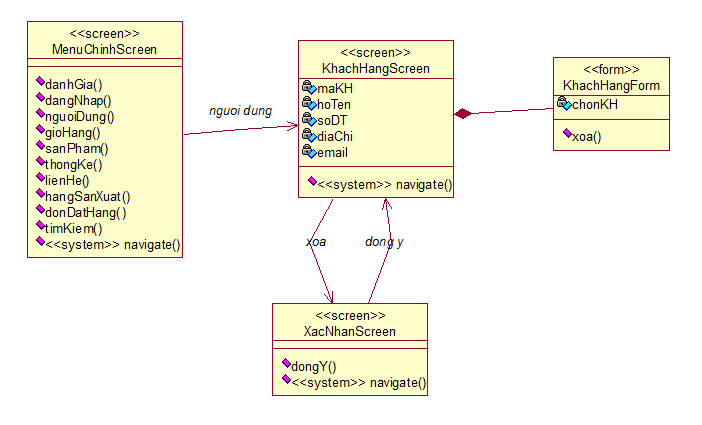 <<screen>>
MenuChinhScreen
danhGia()
dangNhap()
nguoiDung()
gioHang()
sanPham()
thongKe()
lienHe()
hangSanXuat()
donDatHang()
timKiem()
<<system>> navigate()
nguoi dung
<<screen>>
KhachHangScreen
maKH
hoTen
soDT
diaChi
email
<<system>> navigate()
<<form>>
KhachHangForm
chonKH
xoa()
xoa
dong y
<<screen>>
XacNhanScreen
dongY()
<<system>> navigate()